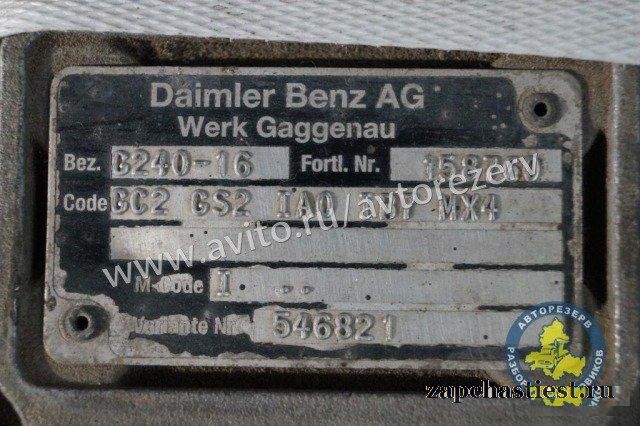 Daimler Benz AG
Werk Gaggenau
Bez. G240-16 Fortl. Nr.
Code GC2 GS2 MX4
www.avito.ru/avtorezerv
M-Code I ..
Variante Nr. 546821
АВТОРЕЗЕРВ
zapchastiest.ru